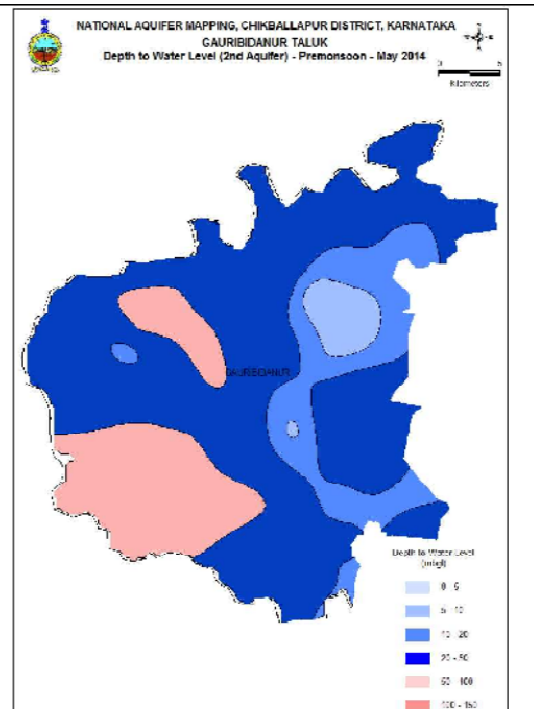 NATIONAL AQUIFER MAPPING, CHIKBALLAPUR DISTRICT, KARNATAKA
GAURIBIDANUR TALUK
Depth to Water Level (2nd Aquifer) - Premonsoon - May 2014
0 5
Kilometers
GAURIBIDANUR
Depth to Water Level
(mbgl)
0 - 5
5 - 10
10 - 20
20 - 50
50 - 100
100 - 150